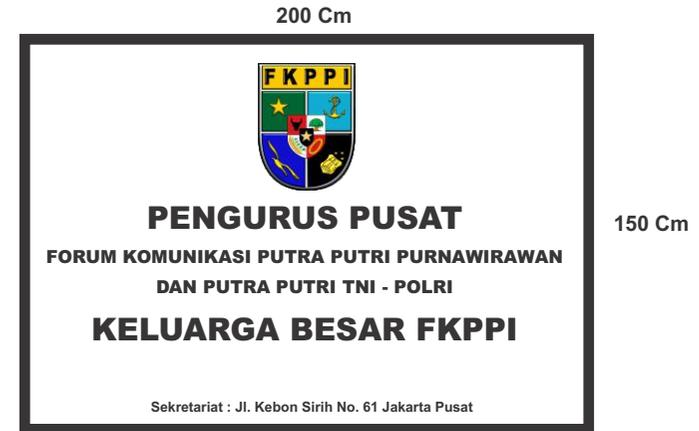 200 Cm
FKPPI
PENGURUS PUSAT
150 Cm
FORUM KOMUNIKASI PUTRA PUTRI PURNAWIRAWAN
DAN PUTRA PUTRI TNI - POLRI
KELUARGA BESAR FKPPI
Sekretariat : Jl. Kebon Sirih No. 61 Jakarta Pusat